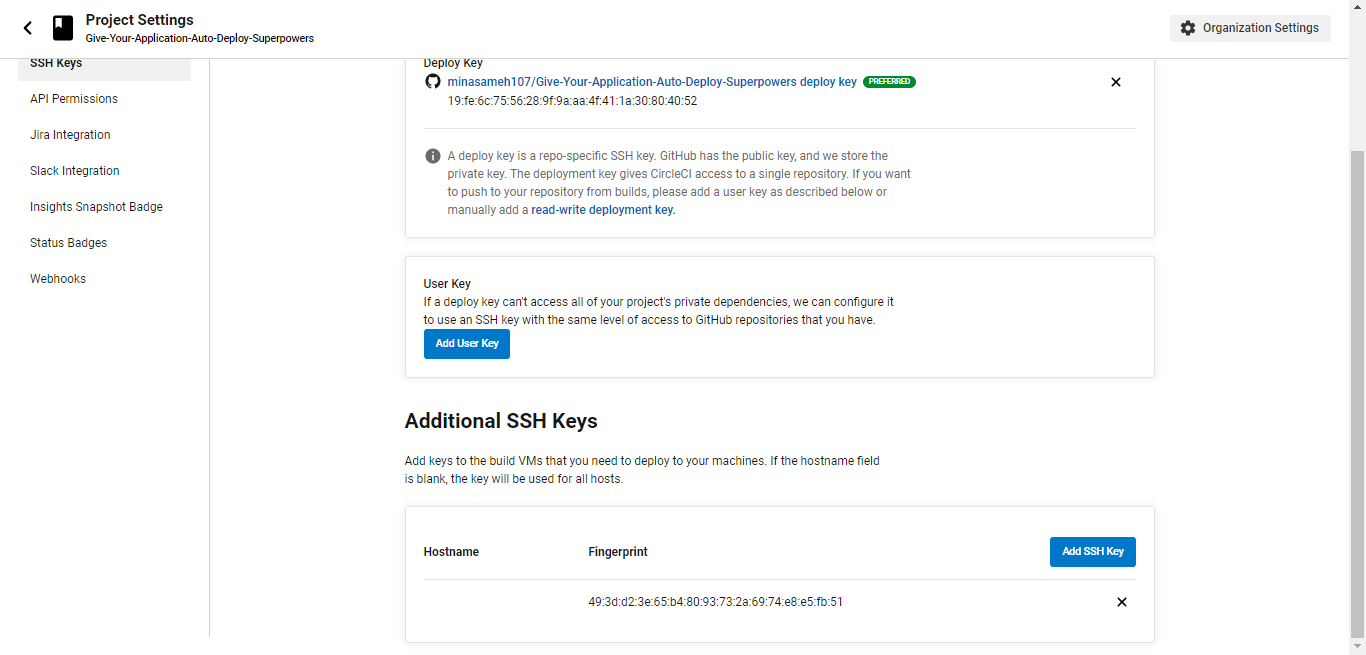 Project Settings
Give-Your-Application-Auto-Deploy-Superpowers
Organization Settings
SSH Keys
API Permissions
Jira Integration
Slack Integration
Insights Snapshot Badge
Status Badges
Webhooks
Deploy Key
minasameh107/Give-Your-Application-Auto-Deploy-Superpowers deploy key PREFERRED
19:fe:6c:75:56:28:9f:9a:aa:4f:41:1a:30:80:40:52
A deploy key is a repo-specific SSH key. GitHub has the public key, and we store the
private key. The deployment key gives CircleCI access to a single repository. If you want
to push to your repository from builds, please add a user key as described below or
manually add a read-write deployment key.
User Key
If a deploy key can't access all of your project's private dependencies, we can configure it
to use an SSH key with the same level of access to GitHub repositories that you have.
Add User Key
Additional SSH Keys
Add keys to the build VMs that you need to deploy to your machines. If the hostname field
is blank, the key will be used for all hosts.
Hostname Fingerprint Add SSH Key
49:3d:d2:3e:65:b4:80:93:73:2a:69:74:e8:e5:fb:51